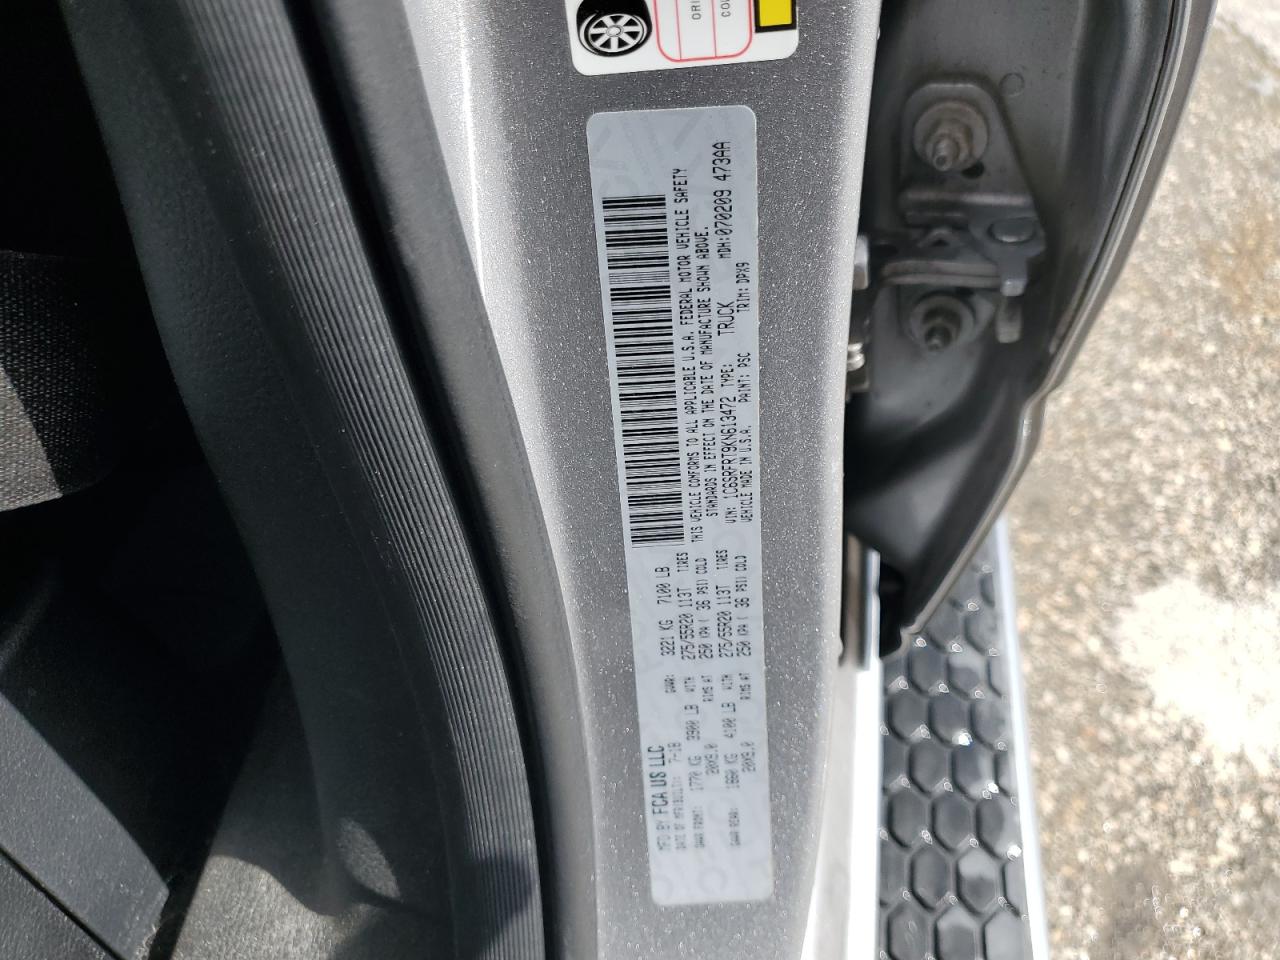 MFD BY FCA US LLC
DATE OF MFR(BUILT): 7-18 GVWR: 3221 KG 7100 LB
GAWR FRONT: 1770 KG 3900 LB WITH 275/55R20 113T TIRES
20X9.0 RIMS AT 250 KPA ( 36 PSI) COLD
GAWR REAR: 1860 KG 4100 LB WITH 275/55R20 113T TIRES
20X9.0 RIMS AT 250 KPA ( 36 PSI) COLD
THIS VEHICLE CONFORMS TO ALL APPLICABLE U.S.A. FEDERAL MOTOR VEHICLE SAFETY
STANDARDS IN EFFECT ON THE DATE OF MANUFACTURE SHOWN ABOVE.
VIN: 1C6SRFRT9KN613472 TYPE: TRUCK MDH:070209 473AA
VEHICLE MADE IN U.S.A. PAINT: PSC TRIM: DPX9